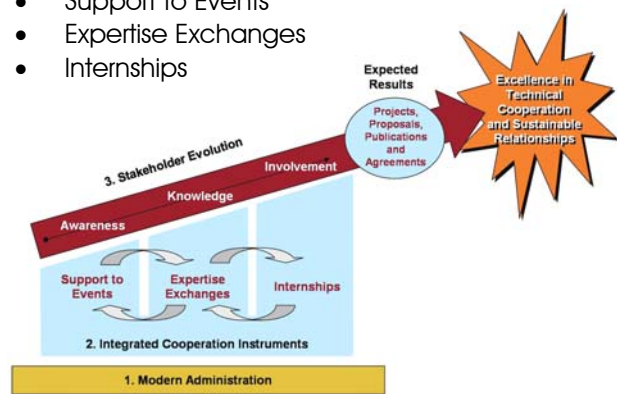 • Support to Events
• Expertise Exchanges
• Internships
Expected
Results
Excellence in
Technical
Cooperation
and Sustainable
Relationships
Projects,
Proposals,
Publications
and
Agreements
3. Stakeholder Evolution
Involvement
Knowledge
Awareness
Support to
Events
Expertise
Exchanges
Internships
2. Integrated Cooperation Instruments
1. Modern Administration